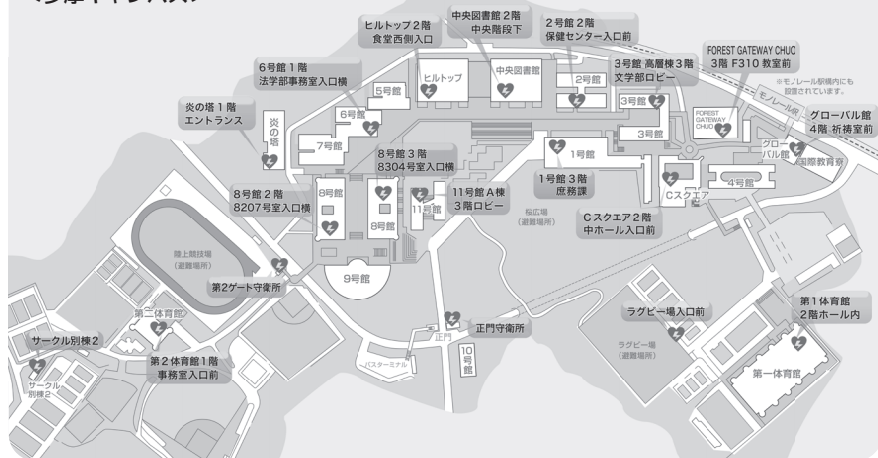 ヒルトップ2階
食堂西側入口
中央図書館2階
中央階段下
2号館2階
保健センター入口前
3号館 高層棟3階
文学部ロビー
FOREST GATEWAY CHUO
3階 F310 教室前
※モノレール駅構内にも
設置されています。
モノレール駅
6号館1階
法学部事務室入口横
炎の塔1階
エントランス
グローバル館
4階 祈祷室前
ヒルトップ
中央図書館
2号館
3号館
3号館
FOREST
GATEWAY
CHUO
5号館
6号館
7号館
炎の塔
1号館
グロー
バル館
国際教育寮
4号館
Cスクエア
8号館3階
8304号室入口横
8号館2階
8207号室入口横
8号館
8号館
11号館
11号館A棟
3階ロビー
1号館3階
庶務課
Cスクエア2階
中ホール入口前
桜広場
(避難場所)
陸上競技場
(避難場所)
第2ゲート守衛所
9号館
第二体育館
第2体育館1階
事務室入口前
サークル別棟2
サークル
別棟2
正門守衛所
正門
バスターミナル
10号館
ラグビー場入口前
ラグビー場
(避難場所)
第1体育館
2階ホール内
第一体育館